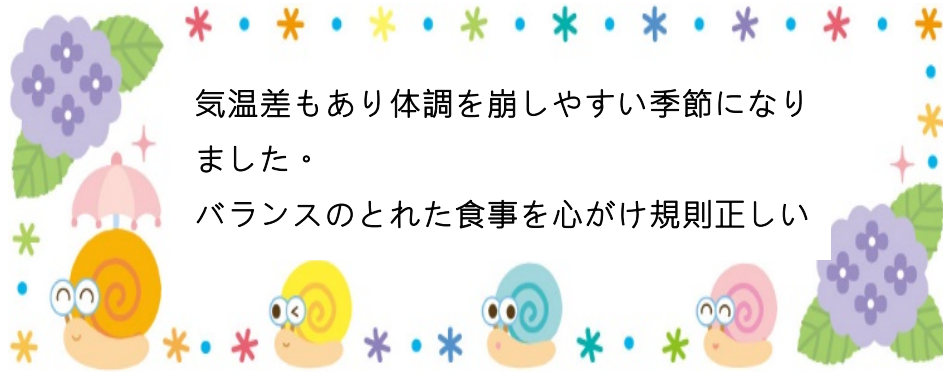 気温差もあり体調を崩しやすい季節になり
ました。
バランスのとれた食事を心がけ規則正しい